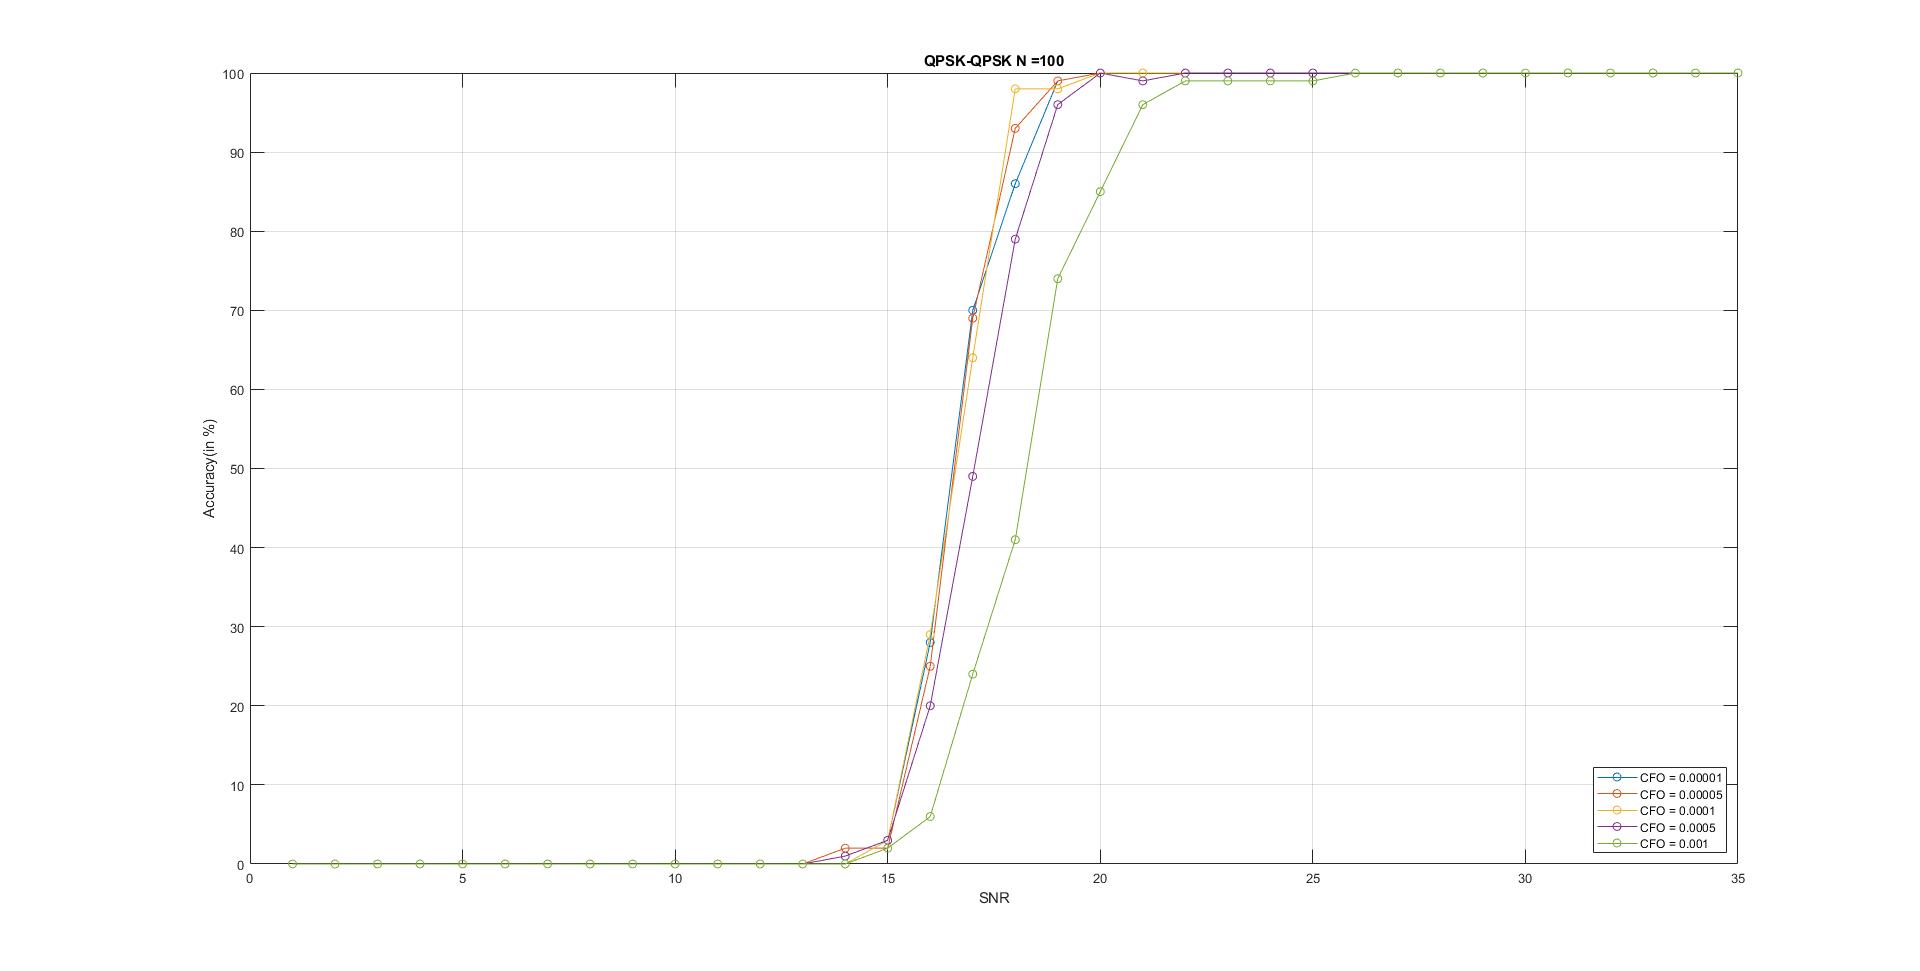 QPSK-QPSK N =100
100
90
80
70
60
50
40
30
20
10
0
Accuracy(in %)
0 5 10 15 20 25 30 35
SNR
CFO = 0.00001
CFO = 0.00005
CFO = 0.0001
CFO = 0.0005
CFO = 0.001